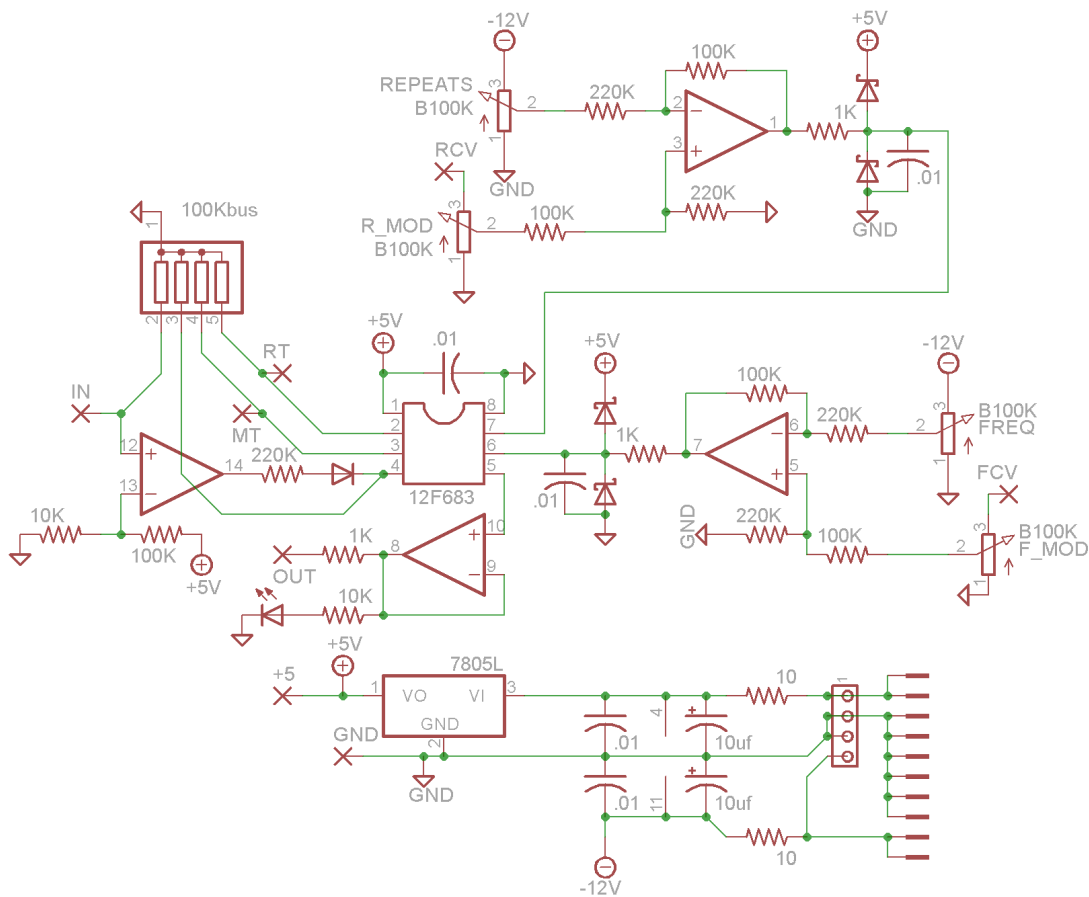 -12V
+5V
REPEATS
B100K
3
2
1
220K
100K
2
3
1
1K
.01
GND
GND
RCV
R_MOD
B100K
3
2
1
100K
220K
100Kbus
1
2
3
4
5
RT
MT
IN
+5V
.01
1
2
3
4
8
7
6
5
12F683
12
13
14
220K
10K
100K
+5V
+5V
1K
.01
100K
7
6
5
220K
-12V
3
2
1
B100K
FREQ
GND
220K
100K
FCV
3
2
1
B100K
F_MOD
10
9
8
1K
OUT
10K
+5V
+5
1
7805L
VO
VI
GND
3
2
GND
GND
.01
4
10uf
10
1
.01
11
10uf
10
-12V